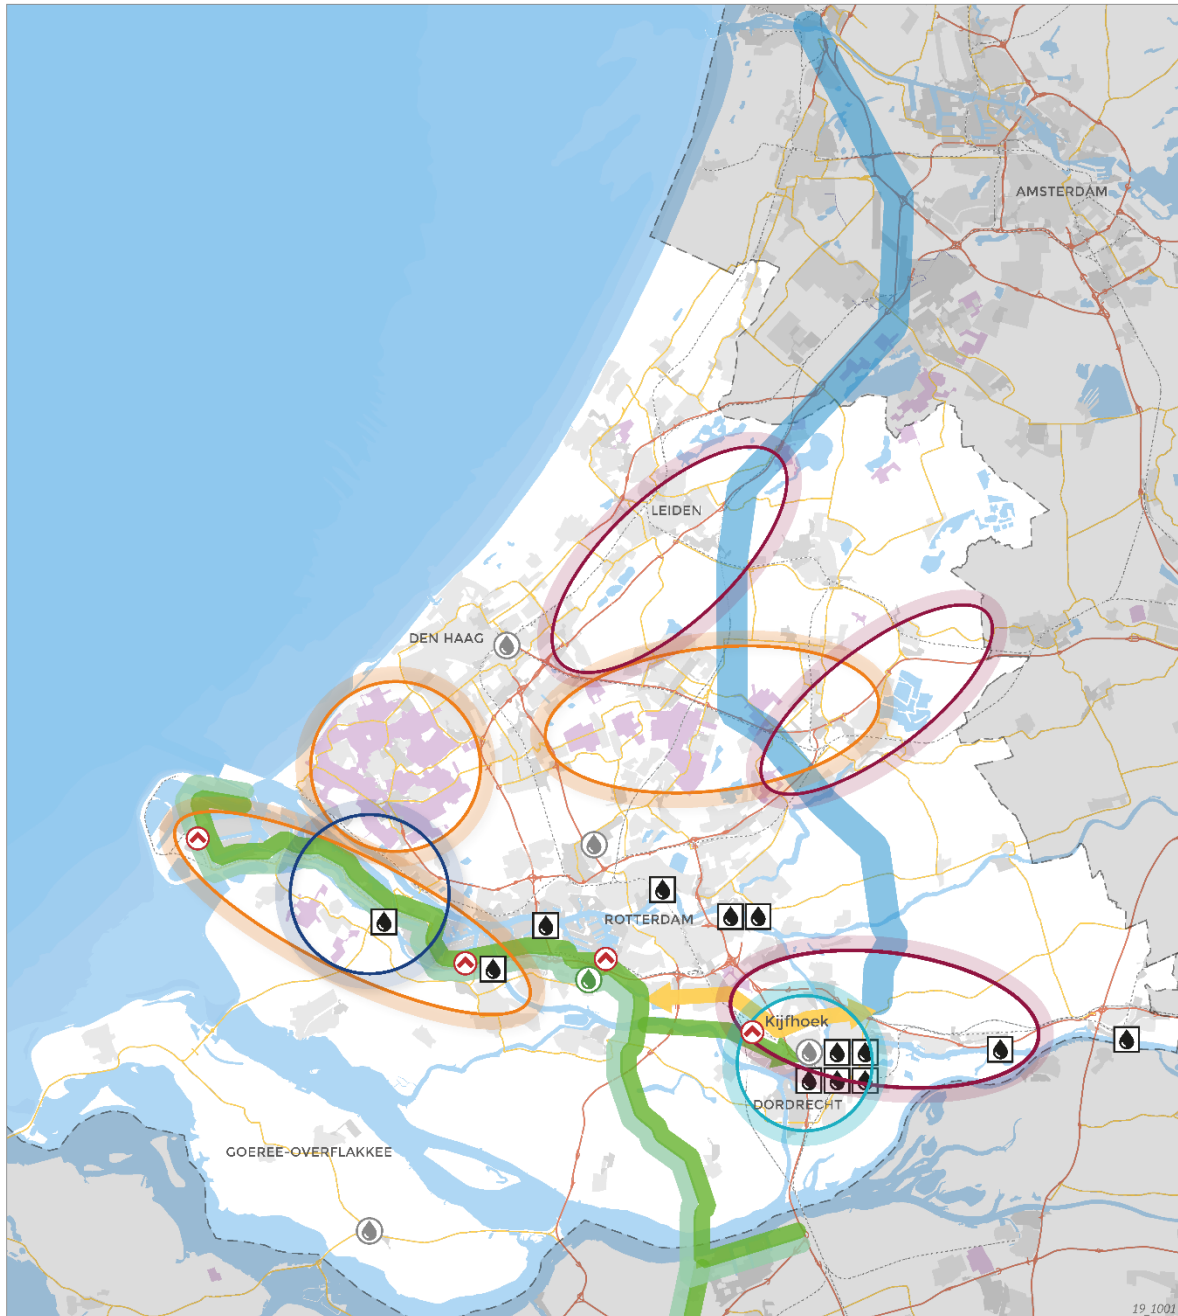 AMSTERDAM
LEIDEN
DEN HAAG
ROTTERDAM
Kijfhoek
DORDRECHT
GOEREE-OVERFLAKKEE
19_1001